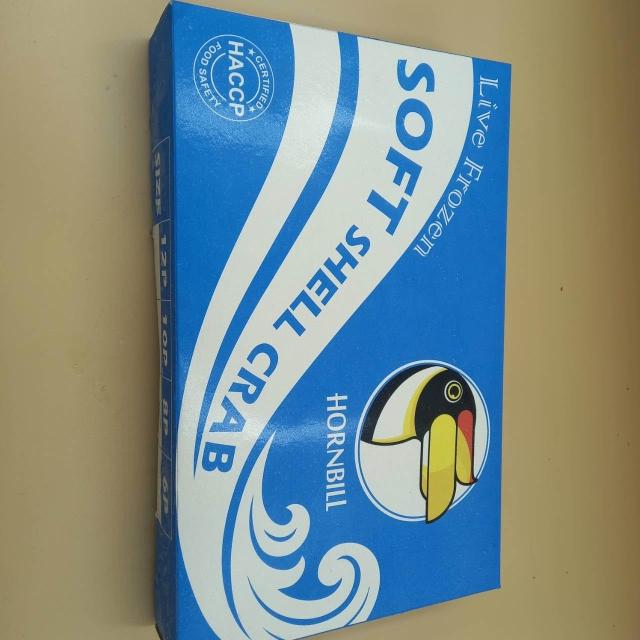 Live Frozen
SOFT SHELL CRAB
HORNBILL
★ CERTIFIED ★
HACCP
FOOD SAFETY
SIZE 12P 10P 8P 6P